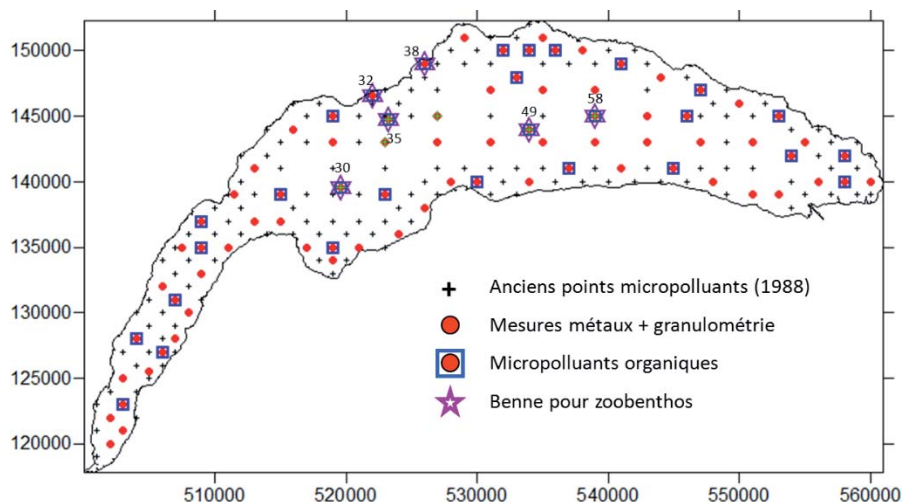 150000
145000
140000
135000
130000
125000
120000
38
32
35
30
49
58
Anciens points micropolluants (1988)
Mesures métaux + granulométrie
Micropolluants organiques
Benne pour zoobenthos
510000 520000 530000 540000 550000 560000